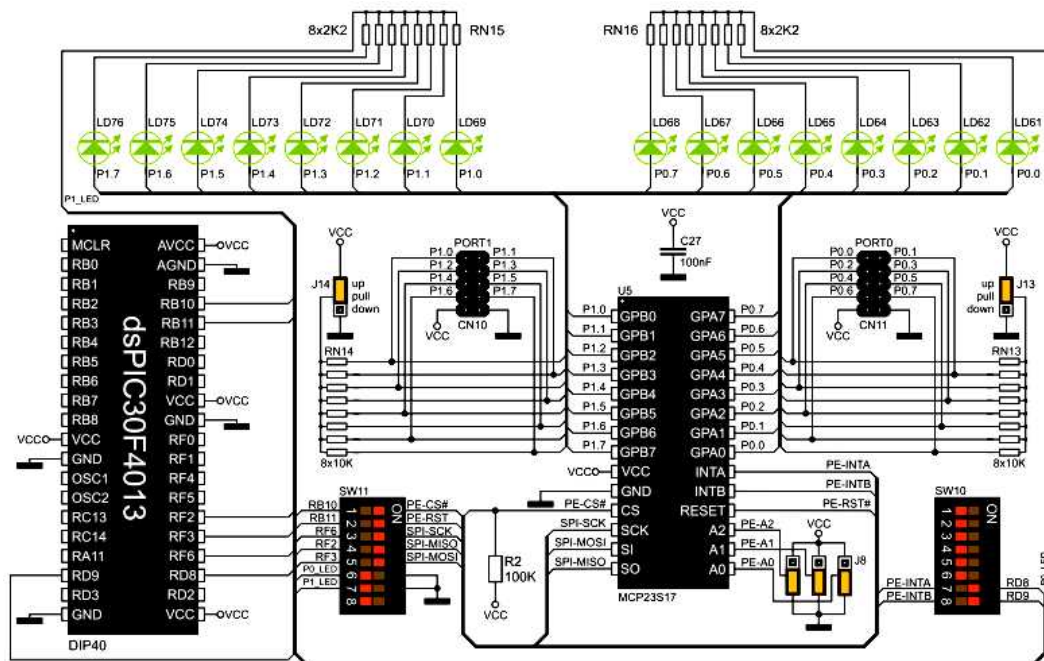 8x2K2 RN15 RN16 8x2K2
LD76 LD75 LD74 LD73 LD72 LD71 LD70 LD69 LD68 LD67 LD66 LD65 LD64 LD63 LD62 LD61
P1.7 P1.6 P1.5 P1.4 P1.3 P1.2 P1.1 P1.0 P0.7 P0.6 P0.5 P0.4 P0.3 P0.2 P0.1 P0.0
P1_LED
dsPIC30F4013
MCLR AVCC VCC
RB0 AGND
RB1 RB9
RB2 RB10
RB3 RB11
RB4 RB12
RB5 RD0
RB6 RD1
RB7 VCC VCC
RB8 GND
VCC VCC RF0
GND RF1
OSC1 RF4
OSC2 RF5
RC13 RF2
RC14 RF3
RA11 RF6
RD9 RD8
RD3 RD2
GND VCC VCC
DIP40
VCC
J14
up
pull
down
PORT1
P1.0 P1.1
P1.2 P1.3
P1.4 P1.5
P1.6 P1.7
VCC CN10
RN14
8x10K
VCC
C27
100nF
U5
P1.0 GPB0 GPA7 P0.7
P1.1 GPB1 GPA6 P0.6
P1.2 GPB2 GPA5 P0.5
P1.3 GPB3 GPA4 P0.4
P1.4 GPB4 GPA3 P0.3
P1.5 GPB5 GPA2 P0.2
P1.6 GPB6 GPA1 P0.1
P1.7 GPB7 GPA0 P0.0
VCC VCC INTA PE-INTA
GND INTB PE-INTB
PE-CS# CS RESET PE-RST#
SPI-SCK SCK A2 PE-A2
SPI-MOSI SI A1 PE-A1
SPI-MISO SO A0 PE-A0
MCP23S17
VCC
J8
PORT0
P0.0 P0.1
P0.2 P0.3
P0.4 P0.5
P0.6 P0.7
VCC CN11
VCC
J13
up
pull
down
RN13
8x10K
SW11
ON
RB10 1 PE-CS#
RB11 2 PE-RST
RF6 3 SPI-SCK
RF2 4 SPI-MISO
RF3 5 SPI-MOSI
P0_LED 6
P1_LED 7
8
R2
100K
VCC
SW10
ON
1
2
3
4
5
6
PE-INTA 7 RD8
PE-INTB 8 RD9
P0_LED